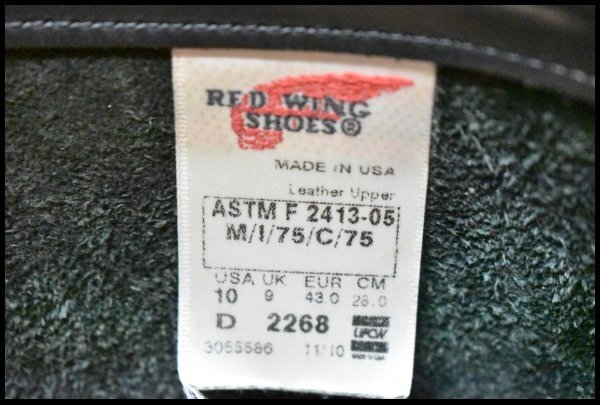 RED WING
SHOES®
MADE IN USA
Leather Upper
ASTM F 2413-05
M/I/75/C/75
USA UK EUR CM
10 9 43.0 28.0
D 2268
11/10